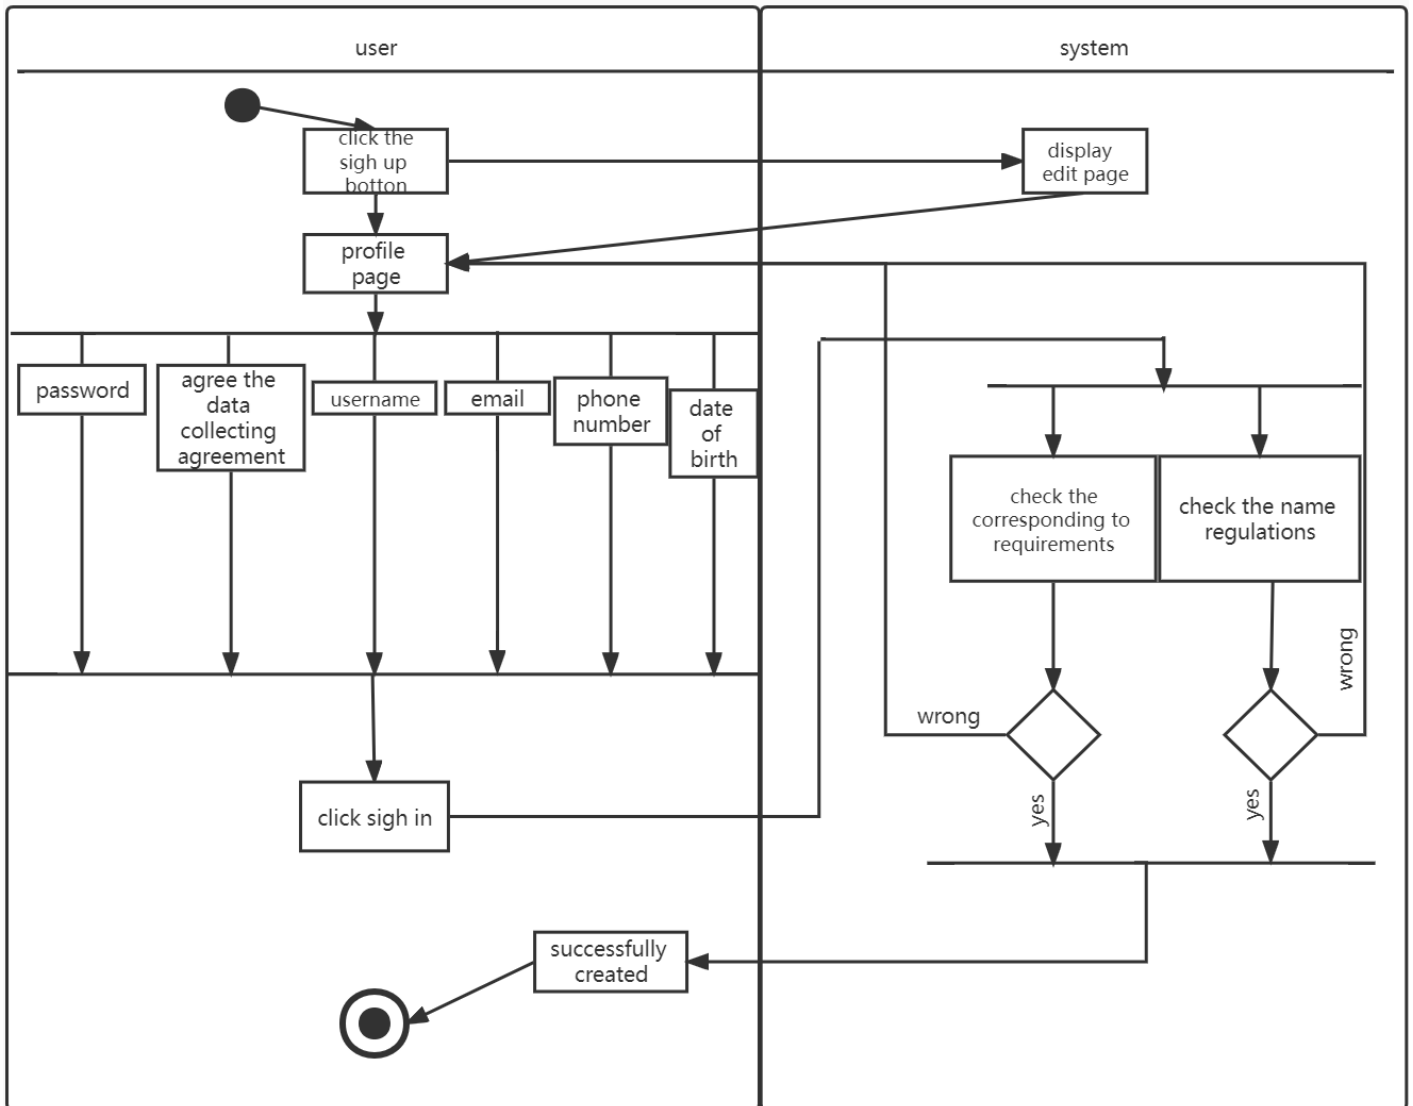 user
system
click the
sigh up
botton
display
edit page
profile
page
password
agree the
data
collecting
agreement
username
email
phone
number
date
of
birth
check the
corresponding to
requirements
check the name
regulations
wrong
wrong
click sigh in
yes
yes
successfully
created